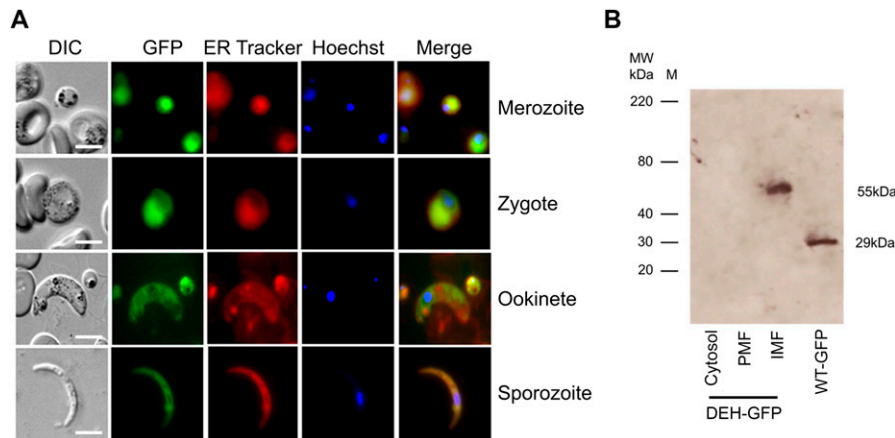 A
DIC GFP ER Tracker Hoechst Merge
Merozoite
Zygote
Ookinete
Sporozoite
B
MW
kDa M
220
80
55kDa
40
30
29kDa
20
Cytosol
PMF
IMF
WT-GFP
DEH-GFP